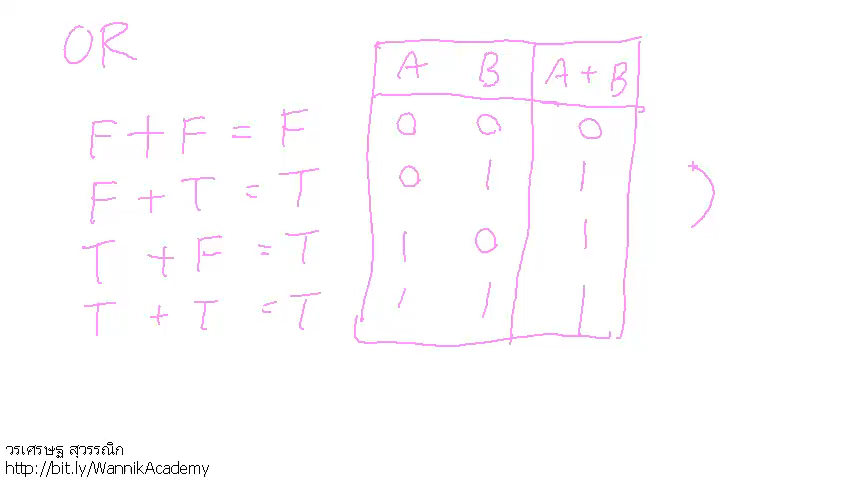 OR
F + F = F
F + T = T
T + F = T
T + T = T
A B A + B
0 0 0
0 1 1
1 0 1
1 1 1
วรเศรษฐ สุวรรณิก
http://bit.ly/WannikAcademy